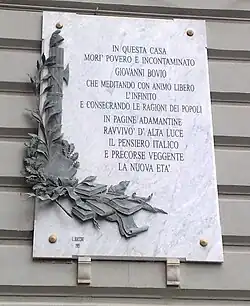 IN QUESTA CASA
MORI' POVERO E INCONTAMINATO
GIOVANNI BOVIO
CHE MEDITANDO CON ANIMO LIBERO
L'INFINITO
E CONSECRANDO LE RAGIONI DEI POPOLI
IN PAGINE ADAMANTINE
RAVVIVO' D'ALTA LUCE
IL PENSIERO ITALICO
E PRECORSE VEGGENTE
LA NUOVA ETA'